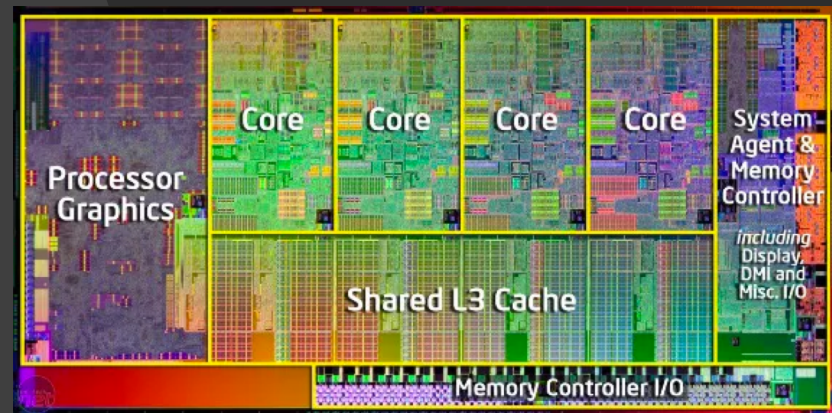 Processor
Graphics
Core
Core
Core
Core
System
Agent &
Memory
Controller
including
Display,
DMI and
Misc. I/O
Shared L3 Cache
Memory Controller I/O